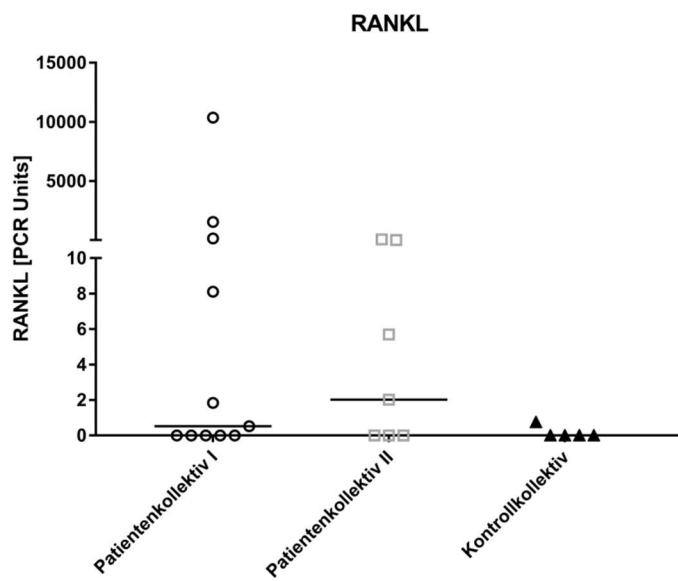 RANKL
RANKL [PCR Units]
15000
10000
5000
10
8
6
4
2
0
Patientenkollektiv I
Patientenkollektiv II
Kontrollkollektiv